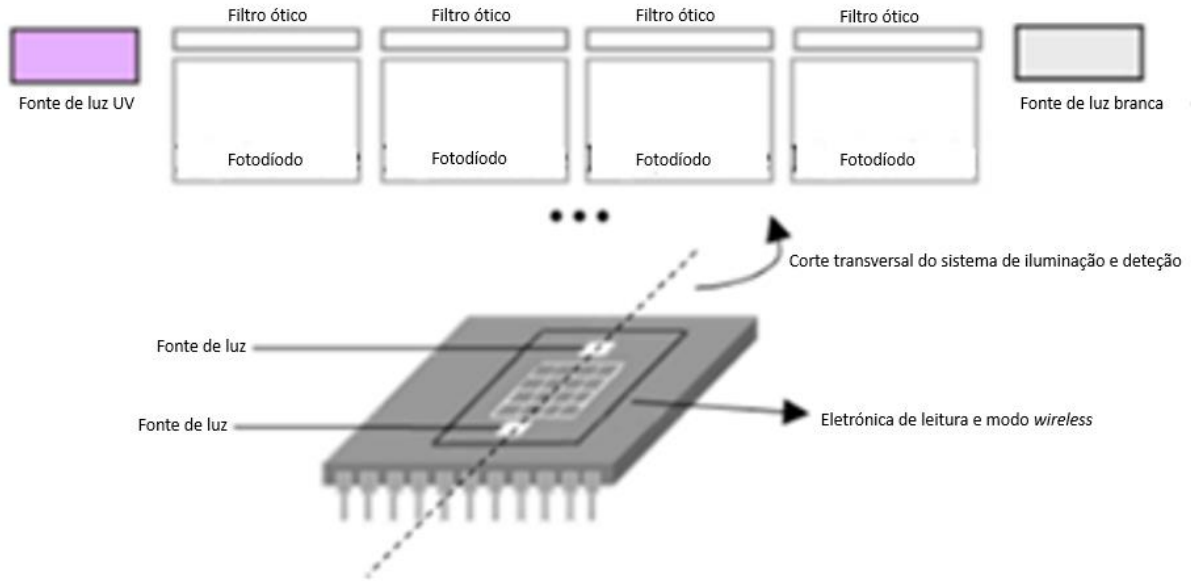 Filtro ótico
Filtro ótico
Filtro ótico
Filtro ótico
Fonte de luz UV
Fonte de luz branca
Fotodíodo
Fotodíodo
Fotodíodo
Fotodíodo
Corte transversal do sistema de iluminação e deteção
Fonte de luz
Fonte de luz
Eletrónica de leitura e modo wireless